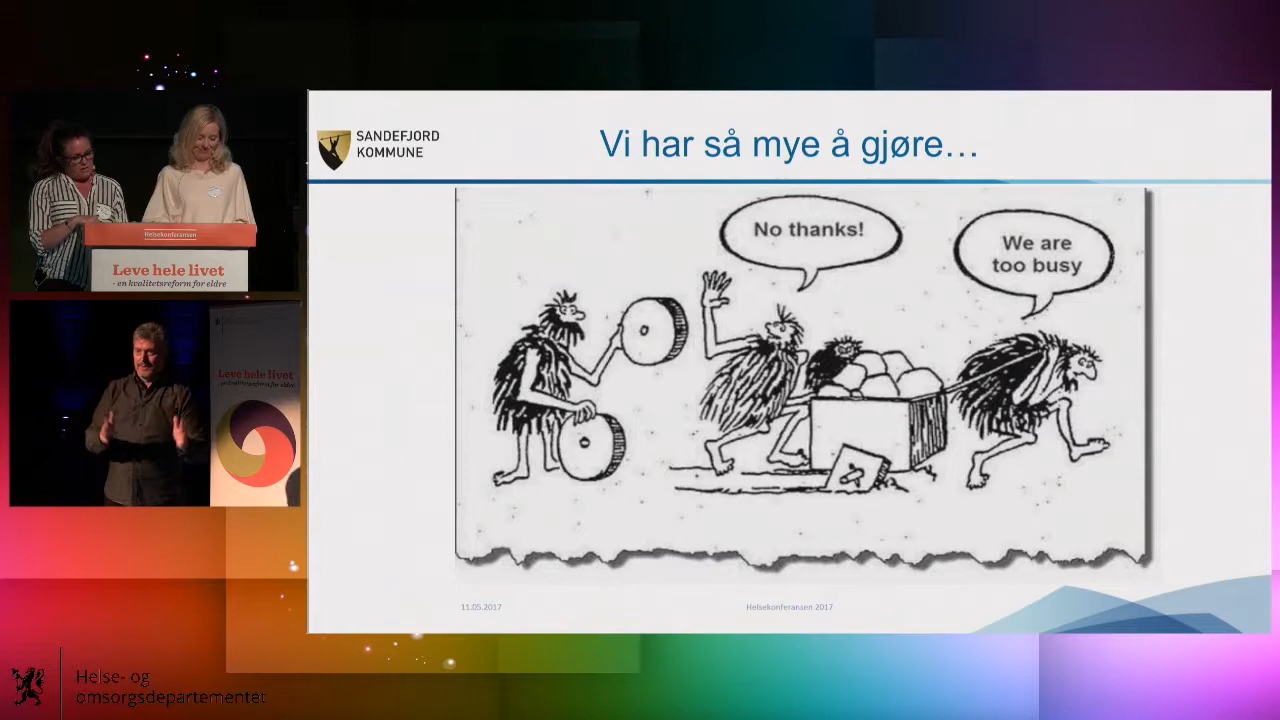 SANDEFJORD
KOMMUNE
Vi har så mye å gjøre…
No thanks!
We are
too busy
11.05.2017
Helsekonferansen 2017
Helsekonferansen
Leve hele livet
- en kvalitetsreform for eldre
Leve hele livet
- en kvalitetsreform for eldre
Helse- og
omsorgsdepartementet